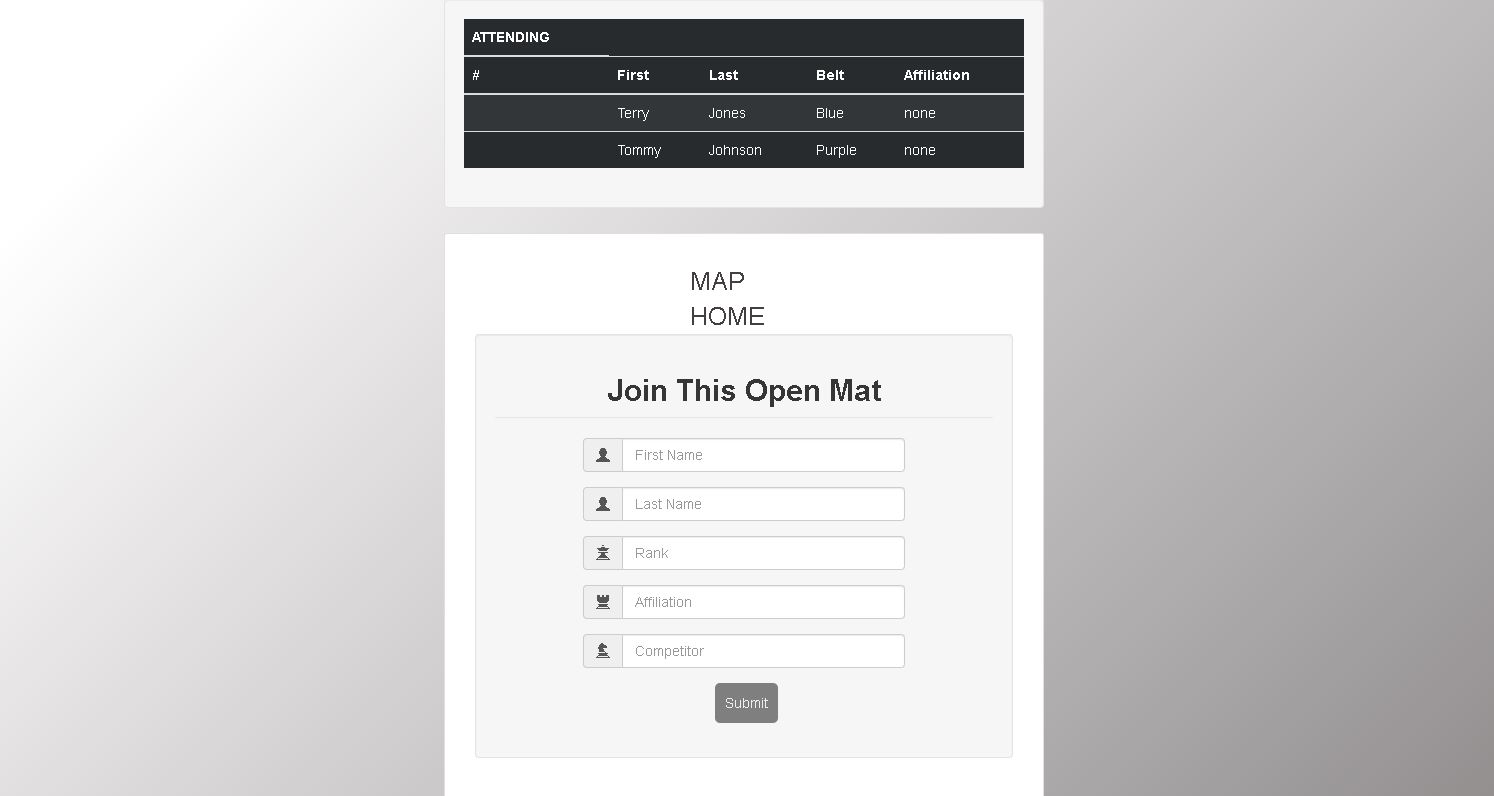 ATTENDING
# First Last Belt Affiliation
Terry Jones Blue none
Tommy Johnson Purple none
MAP
HOME
Join This Open Mat
First Name
Last Name
Rank
Affiliation
Competitor
Submit